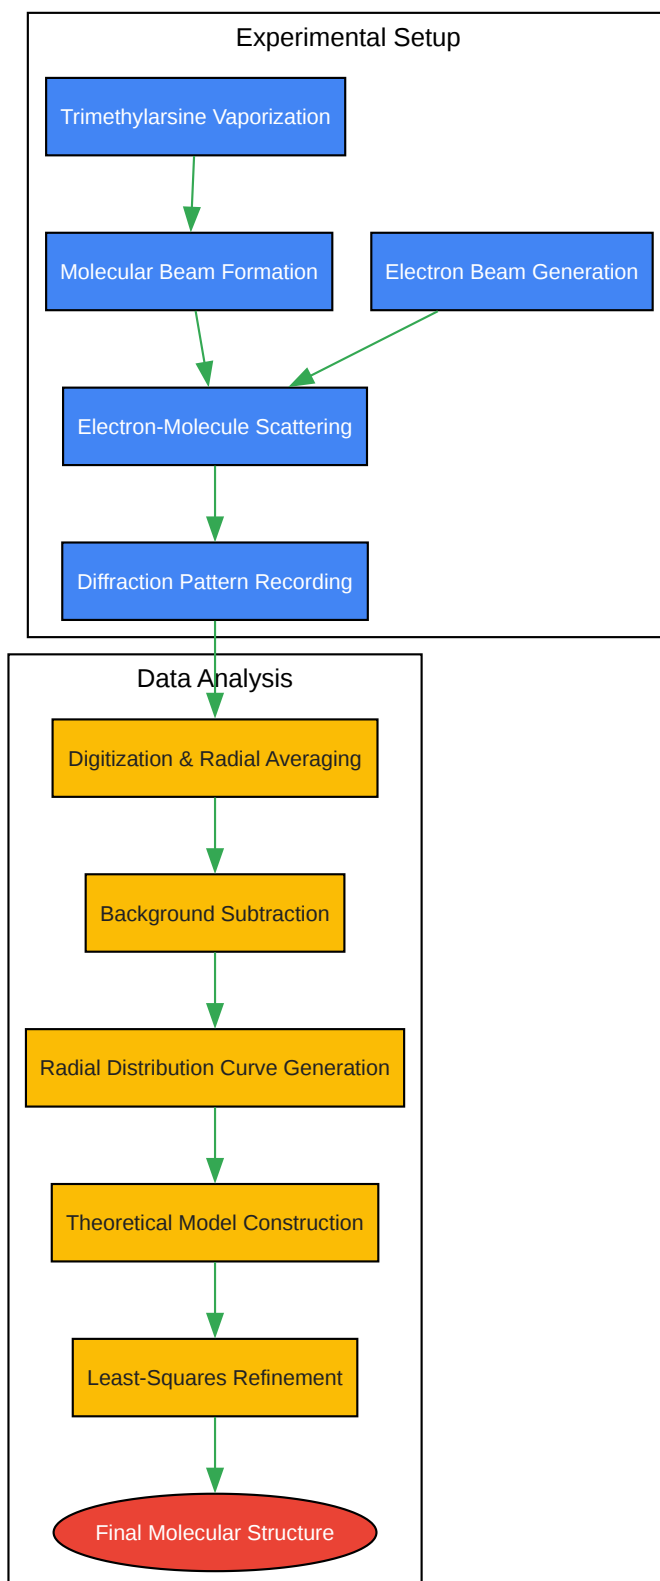 Experimental Setup
Trimethylarsine Vaporization
Molecular Beam Formation
Electron Beam Generation
Electron-Molecule Scattering
Diffraction Pattern Recording
Data Analysis
Digitization & Radial Averaging
Background Subtraction
Radial Distribution Curve Generation
Theoretical Model Construction
Least-Squares Refinement
Final Molecular Structure